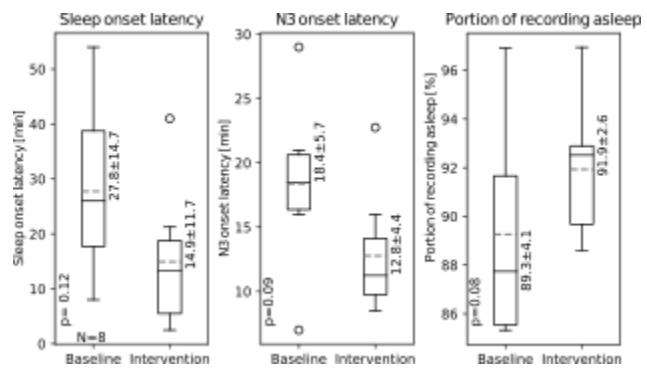 Sleep onset latency
Sleep onset latency [min]
50
40
30
20
10
0
27.8±14.7
14.9±11.7
p= 0.12
N=8
Baseline Intervention
N3 onset latency
N3 onset latency [min]
30
25
20
15
10
18.4±5.7
12.8±4.4
p=0.09
Baseline Intervention
Portion of recording asleep
Portion of recording asleep [%]
96
94
92
90
88
86
89.3±4.1
91.9±2.6
p=0.08
Baseline Intervention